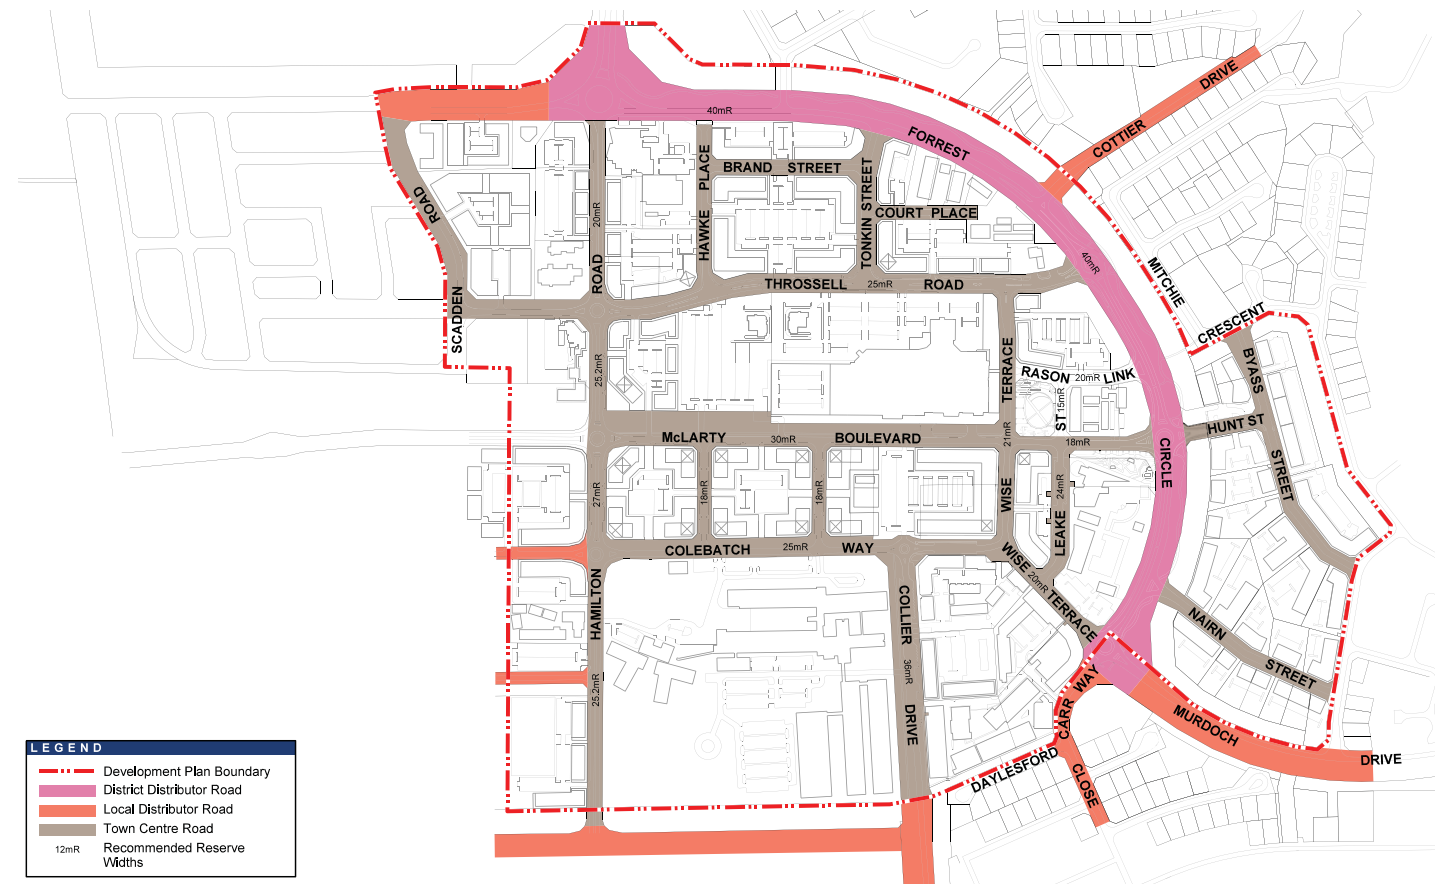 DRIVE
COTTIER
40mR
FORREST
BRAND STREET
HAWKE PLACE
TONKIN STREET
COURT PLACE
ROAD
20mR
ROAD
40mR
MITCHIE
CRESCENT
THROSSELL 25mR ROAD
SCADDEN
BYASS
STREET
25.2mR
TERRACE
RASON 20mR LINK
ST 15mR
HUNT ST
McLARTY 30mR BOULEVARD
21mR
18mR
CIRCLE
27mR
18mR
18mR
WISE
24mR
LEAKE
COLEBATCH 25mR WAY
WISE 20mR TERRACE
HAMILTON
COLLIER
36mR
DRIVE
NAIRN
STREET
25.2mR
CARR WAY
MURDOCH
DRIVE
DAYLESFORD
CLOSE
LEGEND
Development Plan Boundary
District Distributor Road
Local Distributor Road
Town Centre Road
12mR Recommended Reserve
Widths